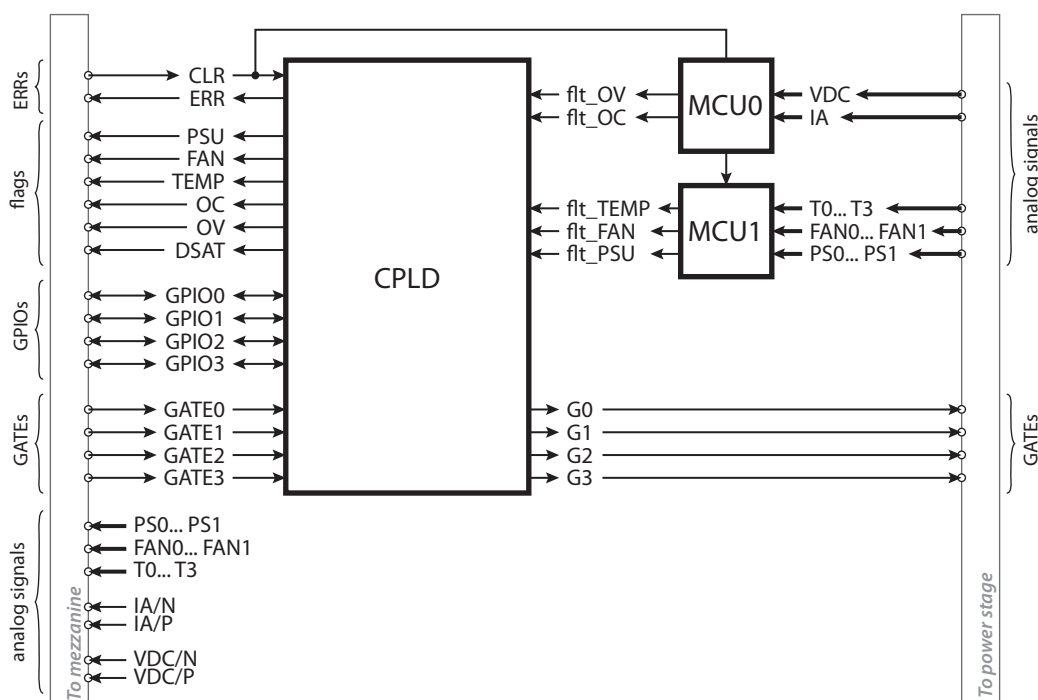 ERRs
CLR
ERR
flags
PSU
FAN
TEMP
OC
OV
DSAT
GPIOs
GPIO0
GPIO1
GPIO2
GPIO3
GATEs
GATE0
GATE1
GATE2
GATE3
analog signals
PS0... PS1
FAN0... FAN1
T0... T3
IA/N
IA/P
VDC/N
VDC/P
To mezzanine
CPLD
flt_OV
flt_OC
MCU0
VDC
IA
flt_TEMP
flt_FAN
flt_PSU
MCU1
T0... T3
FAN0... FAN1
PS0... PS1
analog signals
G0
G1
G2
G3
GATEs
To power stage